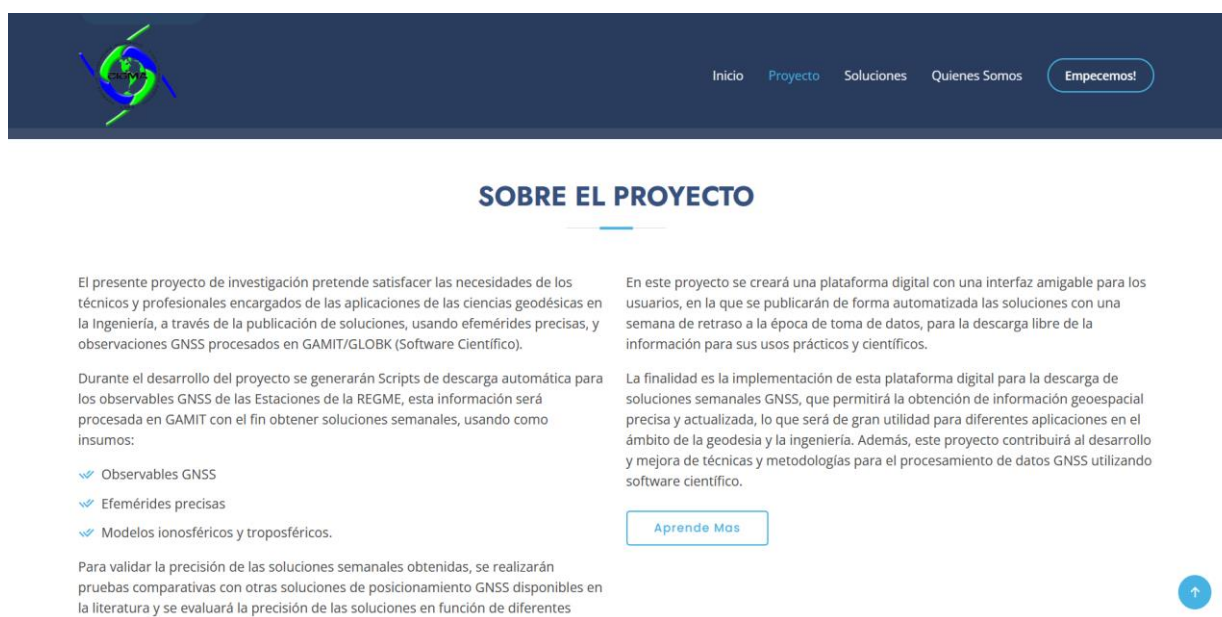 CIGMA
Inicio Proyecto Soluciones Quienes Somos Empecemos!
SOBRE EL PROYECTO
El presente proyecto de investigación pretende satisfacer las necesidades de los
técnicos y profesionales encargados de las aplicaciones de las ciencias geodésicas en
la Ingeniería, a través de la publicación de soluciones, usando efemérides precisas, y
observaciones GNSS procesados en GAMIT/GLOBK (Software Científico).
Durante el desarrollo del proyecto se generarán Scripts de descarga automática para
los observables GNSS de las Estaciones de la REGME, esta información será
procesada en GAMIT con el fin obtener soluciones semanales, usando como
insumos:
Observables GNSS
Efemérides precisas
Modelos ionosféricos y troposféricos.
Para validar la precisión de las soluciones semanales obtenidas, se realizarán
pruebas comparativas con otras soluciones de posicionamiento GNSS disponibles en
la literatura y se evaluará la precisión de las soluciones en función de diferentes
En este proyecto se creará una plataforma digital con una interfaz amigable para los
usuarios, en la que se publicarán de forma automatizada las soluciones con una
semana de retraso a la época de toma de datos, para la descarga libre de la
información para sus usos prácticos y científicos.
La finalidad es la implementación de esta plataforma digital para la descarga de
soluciones semanales GNSS, que permitirá la obtención de información geoespacial
precisa y actualizada, lo que será de gran utilidad para diferentes aplicaciones en el
ámbito de la geodesia y la ingeniería. Además, este proyecto contribuirá al desarrollo
y mejora de técnicas y metodologías para el procesamiento de datos GNSS utilizando
software científico.
Aprende Mas